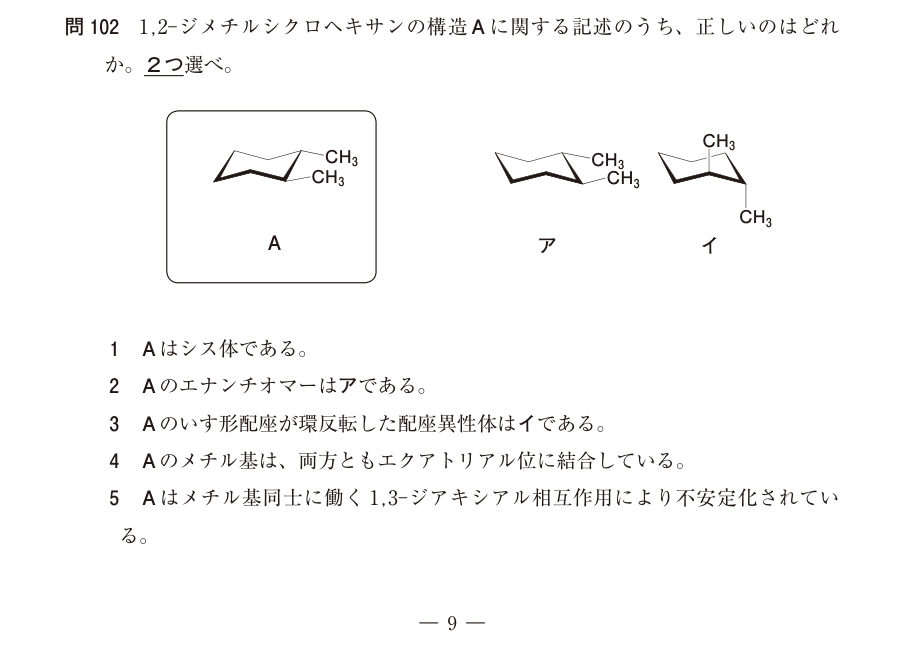 問 102 1,2-ジメチルシクロヘキサンの構造Aに関する記述のうち、正しいのはどれ
か。2つ選べ。
CH3
CH3
A
CH3
CH3
ア
CH3
CH3
イ
1 Aはシス体である。
2 Aのエナンチオマーはアである。
3 Aのいす形配座が環反転した配座異性体はイである。
4 Aのメチル基は、両方ともエクアトリアル位に結合している。
5 Aはメチル基同士に働く1,3-ジアキシアル相互作用により不安定化されてい
る。
— 9 —